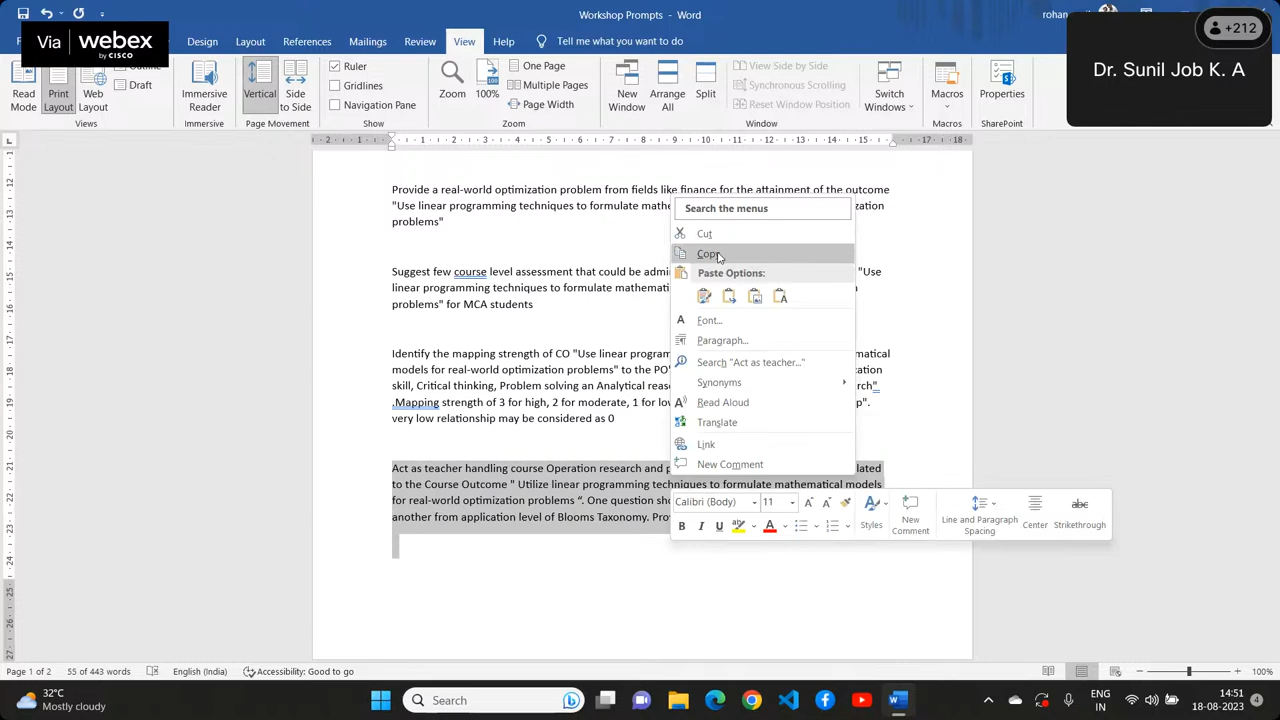 Workshop Prompts - Word
rohan
Via webex
by CISCO
+212
Dr. Sunil Job K. A
Design Layout References Mailings Review View Help Tell me what you want to do
Read Mode
Print Layout
Web Layout
Outline
Draft
Views
Immersive Reader
Immersive
Vertical
Side to Side
Page Movement
Ruler
Gridlines
Navigation Pane
Show
Zoom
100%
One Page
Multiple Pages
Page Width
Zoom
New Window
Arrange All
Split
View Side by Side
Synchronous Scrolling
Reset Window Position
Window
Switch Windows
Macros
Macros
Properties
SharePoint
Provide a real-world optimization problem from fields like finance for the attainment of the outcome
"Use linear programming techniques to formulate mathe
problems"
Suggest few course level assessment that could be admi "Use
linear programming techniques to formulate mathemati
problems" for MCA students
Identify the mapping strength of CO "Use linear program matical
models for real-world optimization problems" to the PO" cation
skill, Critical thinking, Problem solving an Analytical reas rch"
.Mapping strength of 3 for high, 2 for moderate, 1 for lo p".
very low relationship may be considered as 0
Act as teacher handling course Operation research and p lated
to the Course Outcome " Utilize linear programming techniques to formulate mathematical models
for real-world optimization problems “. One question sho
another from application level of Blooms Taxonomy. Pro
Search the menus
Cut
Copy
Paste Options:
Font...
Paragraph...
Search "Act as teacher..."
Synonyms
Read Aloud
Translate
Link
New Comment
Calibri (Body) 11
Styles
New Comment
Line and Paragraph Spacing
Center
Strikethrough
Page 1 of 2 55 of 443 words English (India) Accessibility: Good to go 100%
32°C
Mostly cloudy
Search
ENG
IN
14:51
18-08-2023